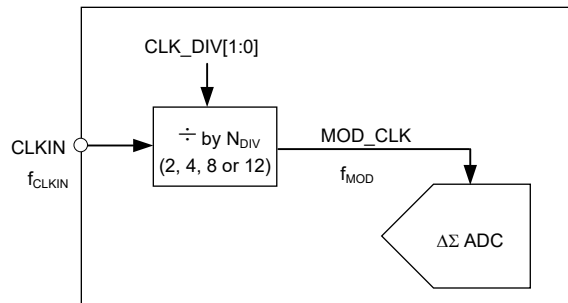 CLK_DIV[1:0]
÷ by NDIV
(2, 4, 8 or 12)
CLKIN
fCLKIN
MOD_CLK
fMOD
ΔΣ ADC